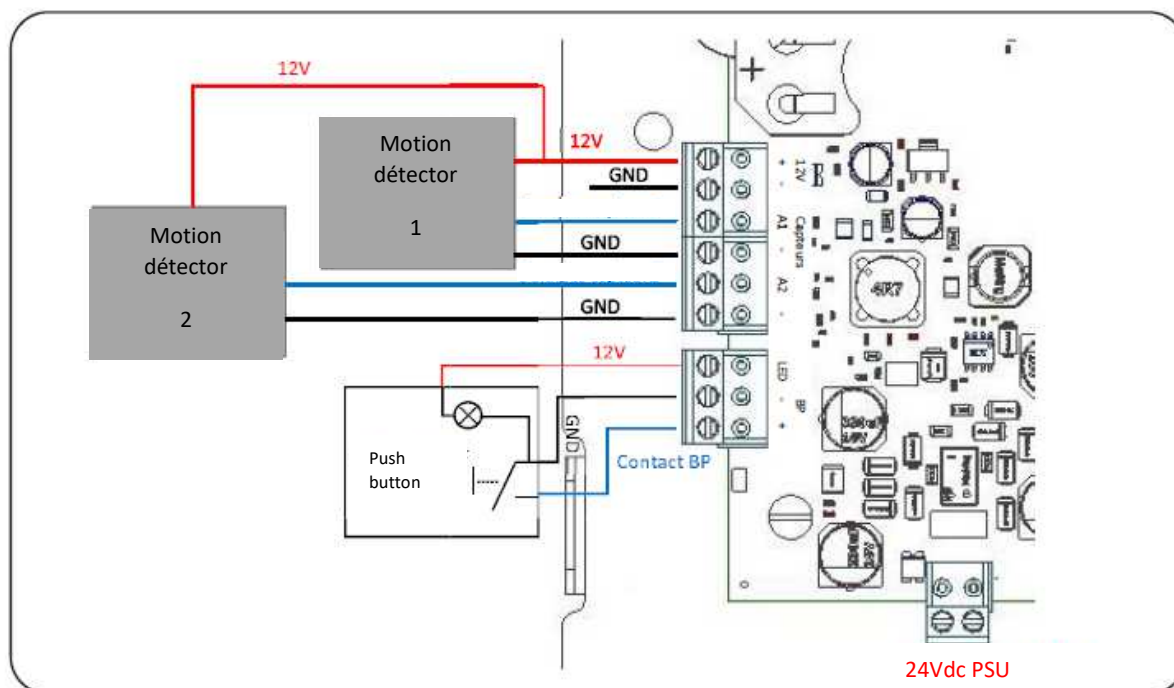 12V
Motion
détector
1
12V
GND
GND
Motion
détector
2
GND
12V
GND
Push
button
Contact BP
+
12V
+
-
A1
Capteurs
-
A2
-
LED
-
BP
+
4R7
24Vdc PSU